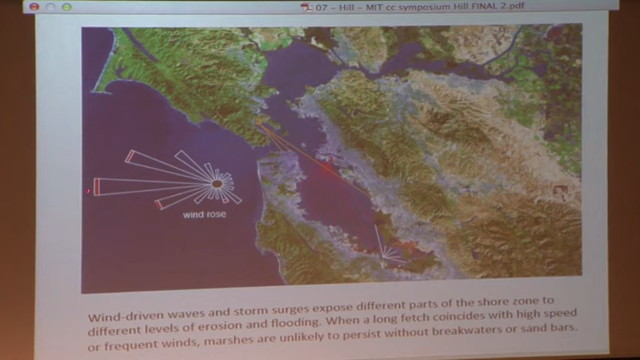 07 – Hill – MIT cc symposium Hill FINAL 2.pdf
wind rose
Wind-driven waves and storm surges expose different parts of the shore zone to
different levels of erosion and flooding. When a long fetch coincides with high speed
or frequent winds, marshes are unlikely to persist without breakwaters or sand bars.